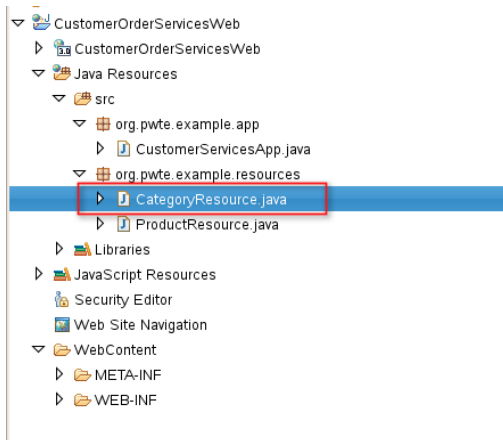 CustomerOrderServicesWeb
CustomerOrderServicesWeb
Java Resources
src
org.pwte.example.app
CustomerServicesApp.java
org.pwte.example.resources
CategoryResource.java
ProductResource.java
Libraries
JavaScript Resources
Security Editor
Web Site Navigation
WebContent
META-INF
WEB-INF